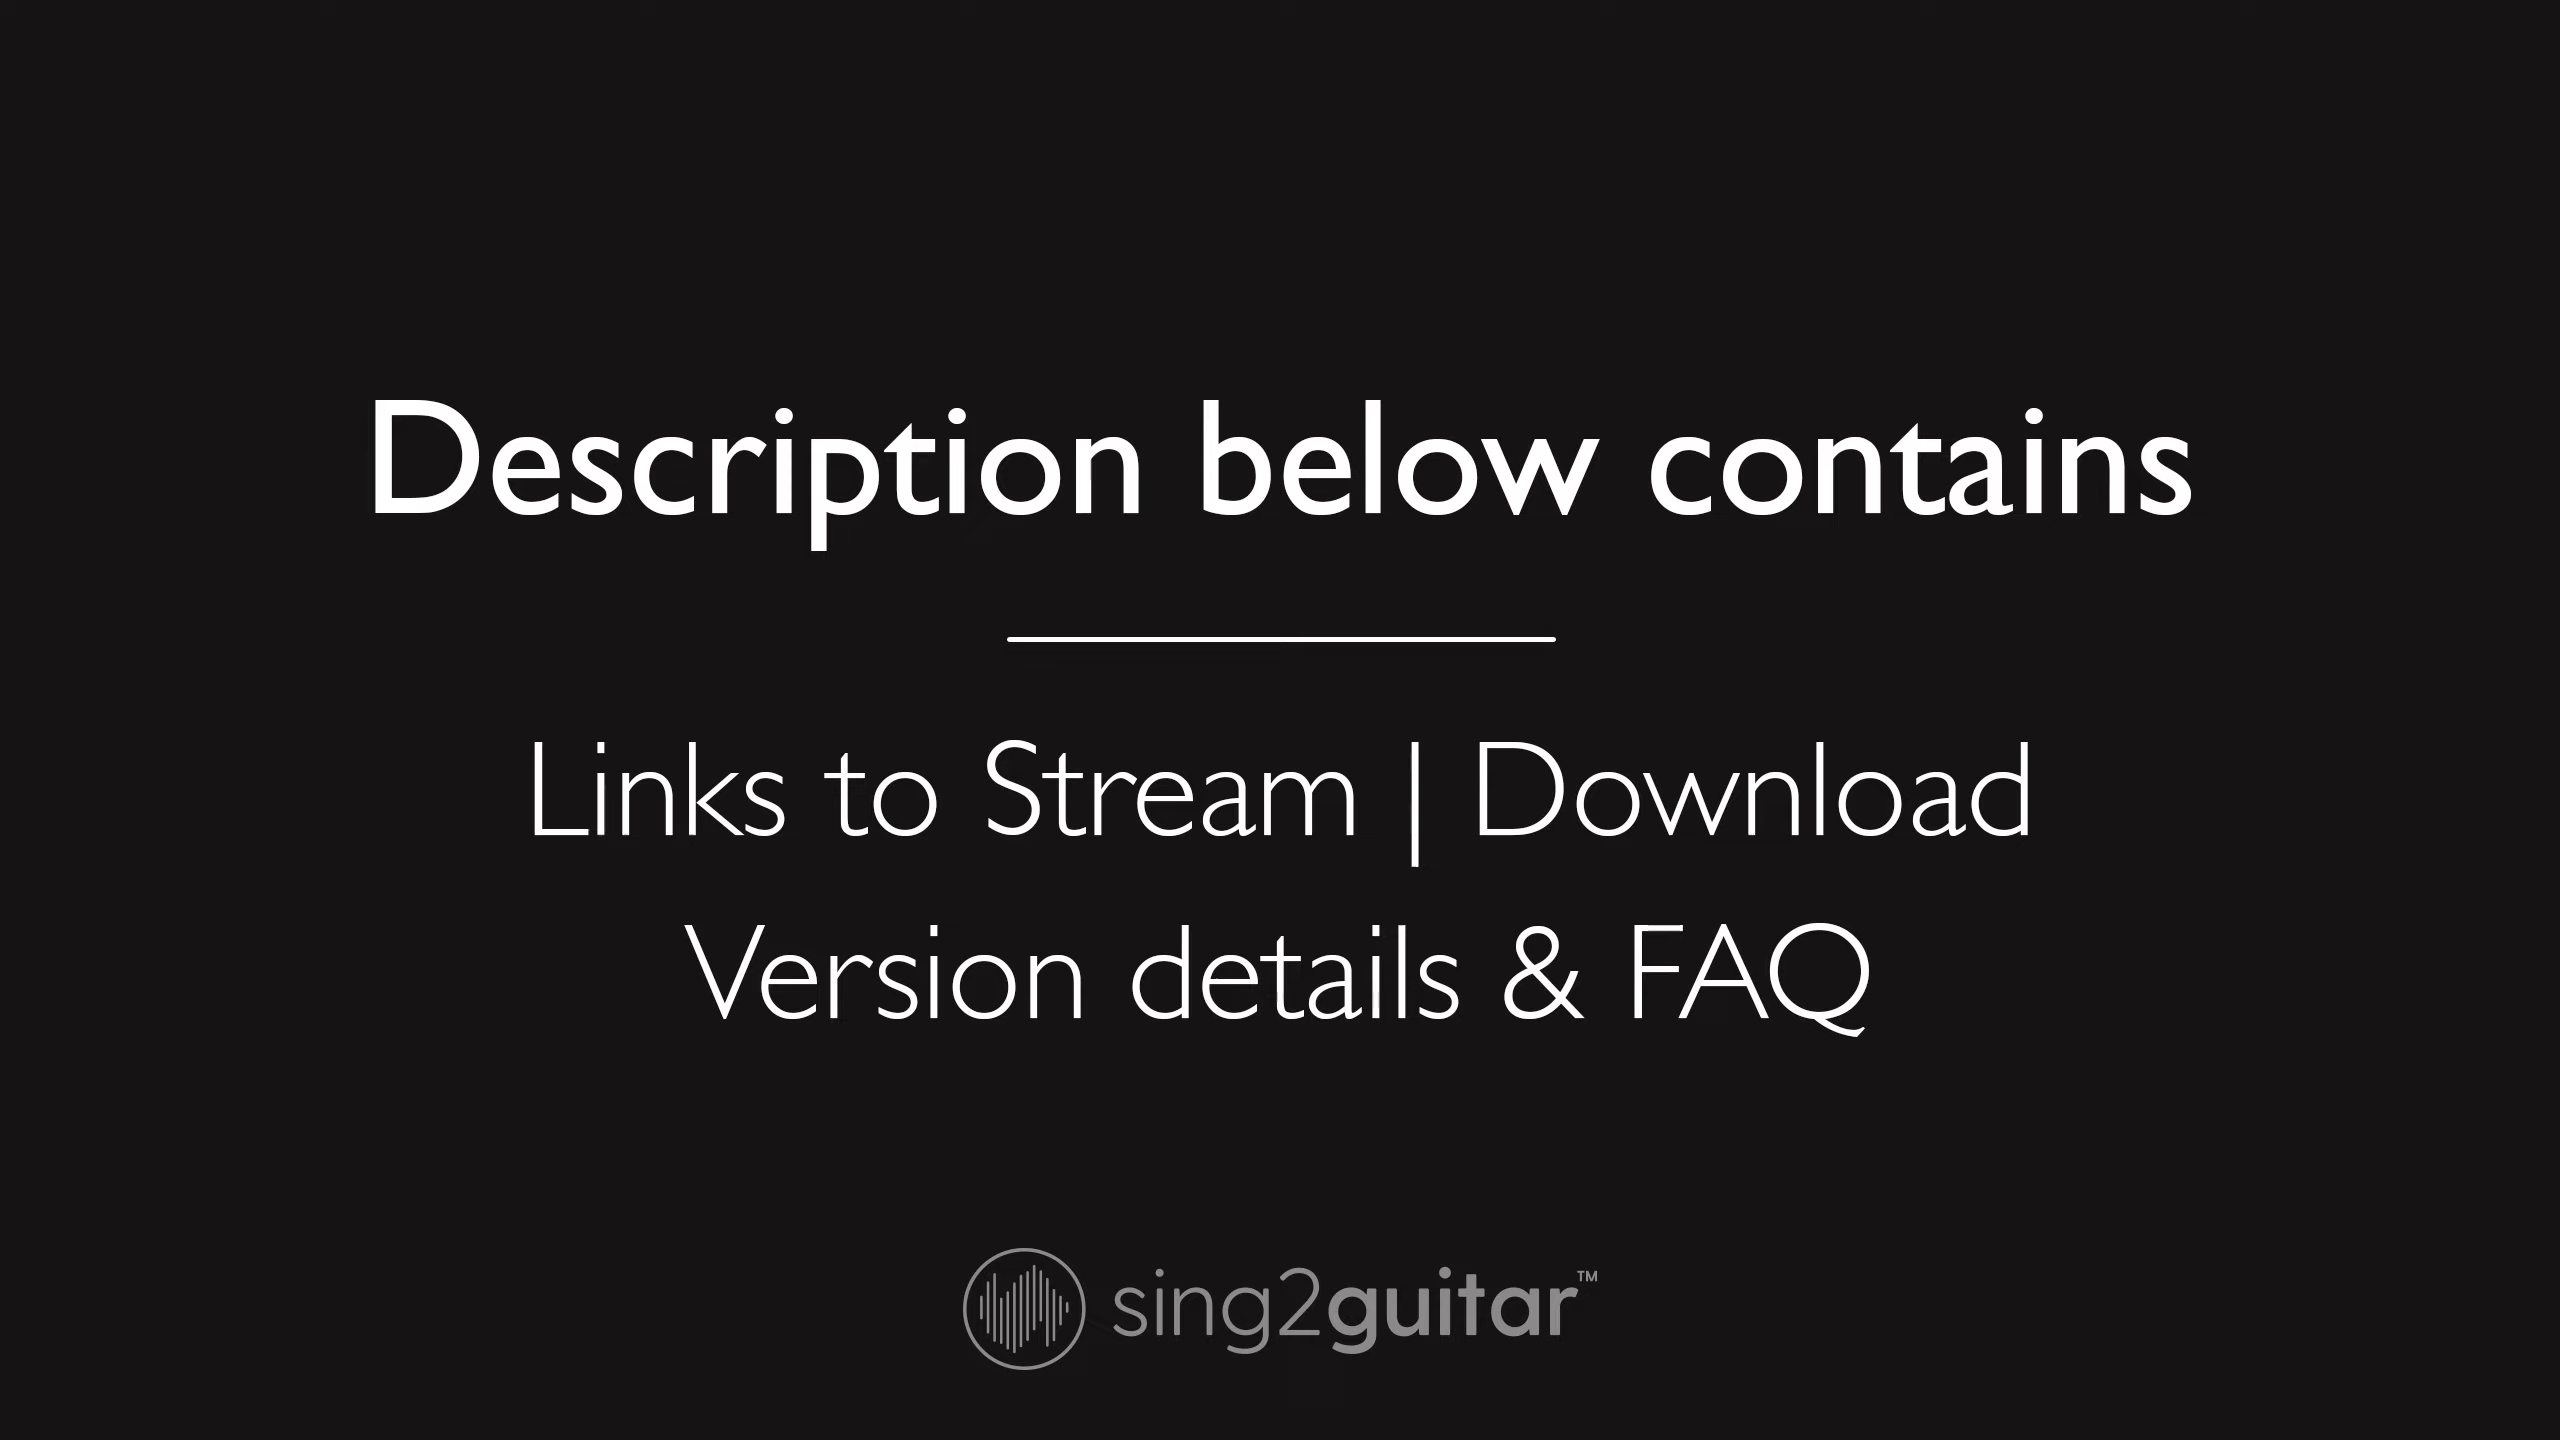 Description below contains
Links to Stream | Download
Version details & FAQ
sing2guitar™